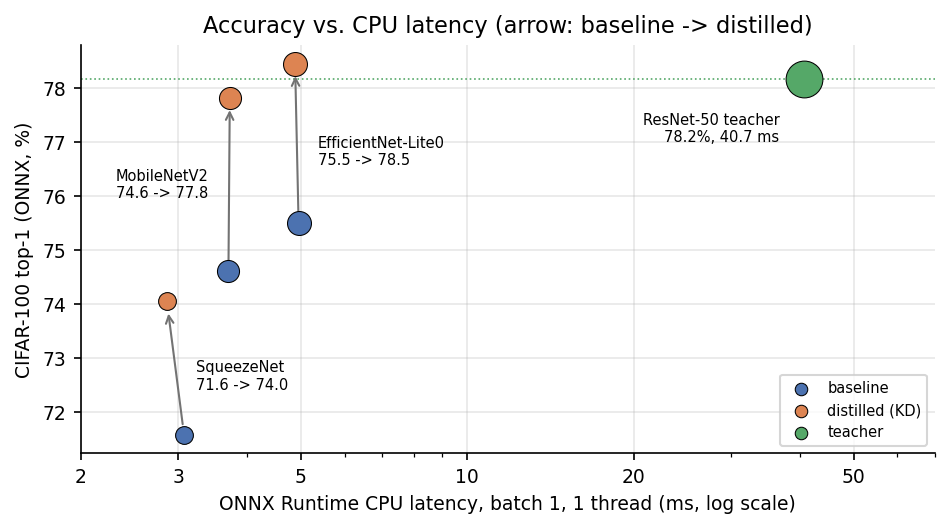 Accuracy vs. CPU latency (arrow: baseline -> distilled)
CIFAR-100 top-1 (ONNX, %)
78
77
76
75
74
73
72
ResNet-50 teacher
78.2%, 40.7 ms
EfficientNet-Lite0
75.5 -> 78.5
MobileNetV2
74.6 -> 77.8
SqueezeNet
71.6 -> 74.0
baseline
distilled (KD)
teacher
2
3
5
10
20
50
ONNX Runtime CPU latency, batch 1, 1 thread (ms, log scale)